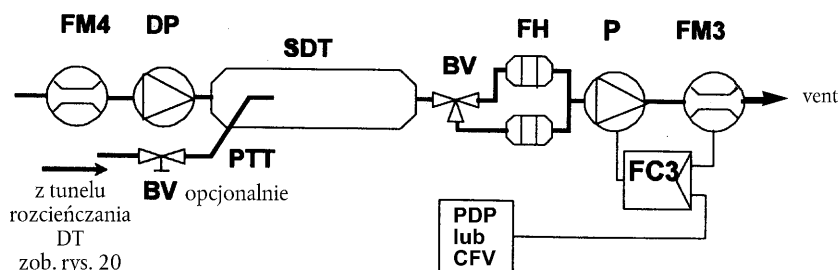 FM4 DP SDT BV FH P FM3
vent
PTT
BV opcjonalnie
z tunelu
rozcieńczania
DT
zob. rys. 20
FC3
PDP
lub
CFV